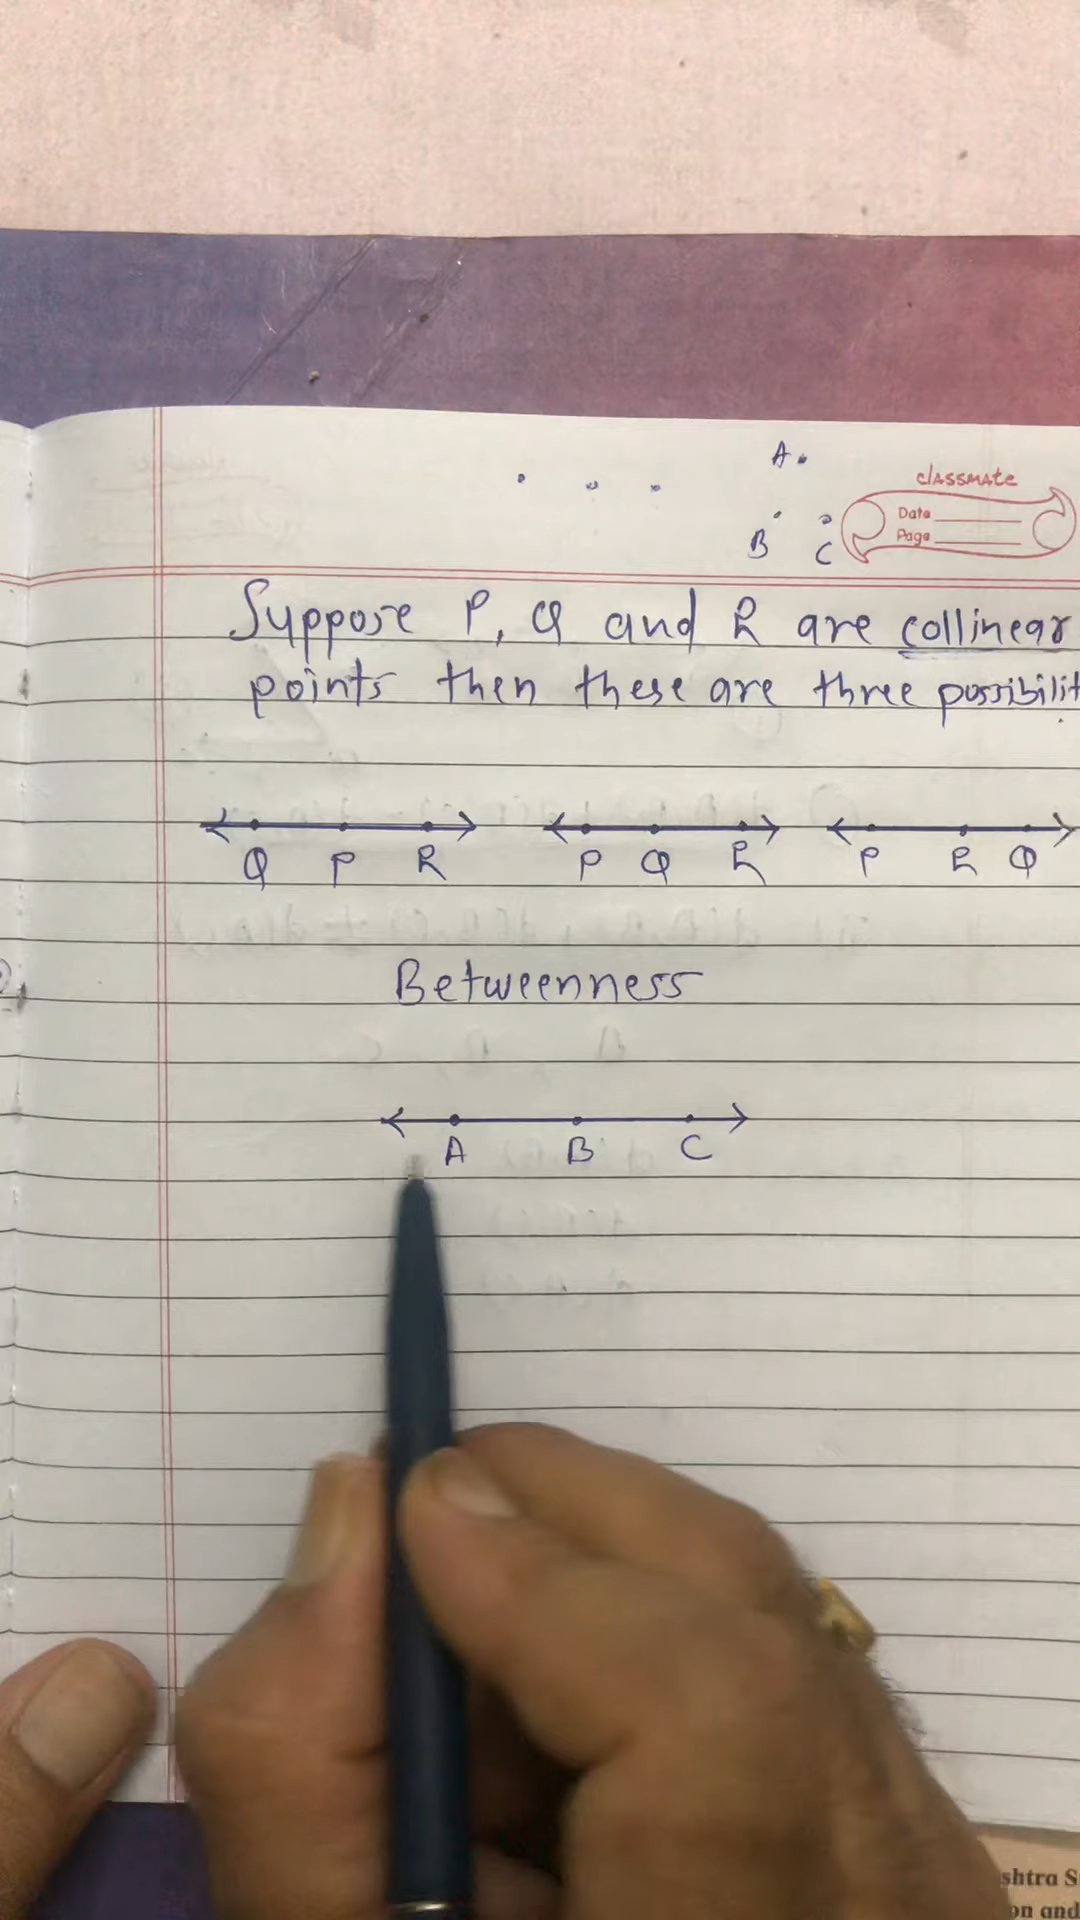 A
classmate
Date
Page
B C
Suppose P, Q and R are collinear
points then these are three possibilit
Q P R P Q R P R Q
Betweenness
A B C
shtra S
on and